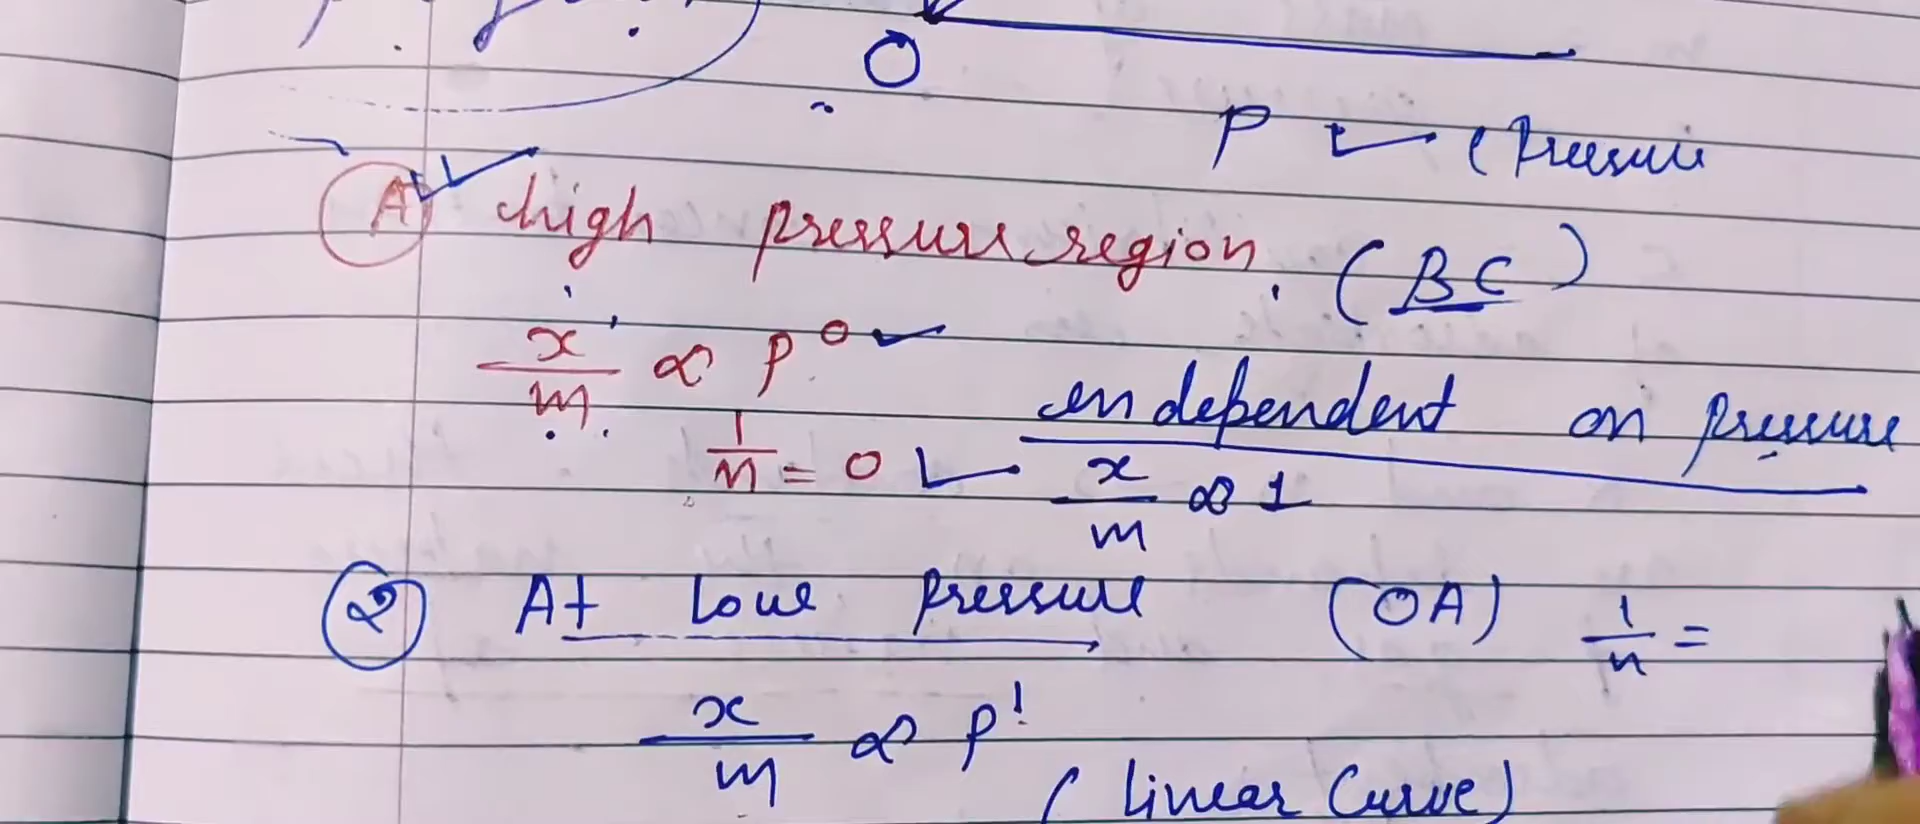 O
P (Pressure
A high pressure region. (BC)
x/m ∝ P⁰
independent on pressure
1/n = 0
x/m ∝ 1
2 At Low pressure (OA) 1/n =
x/m ∝ P¹
(Linear Curve)